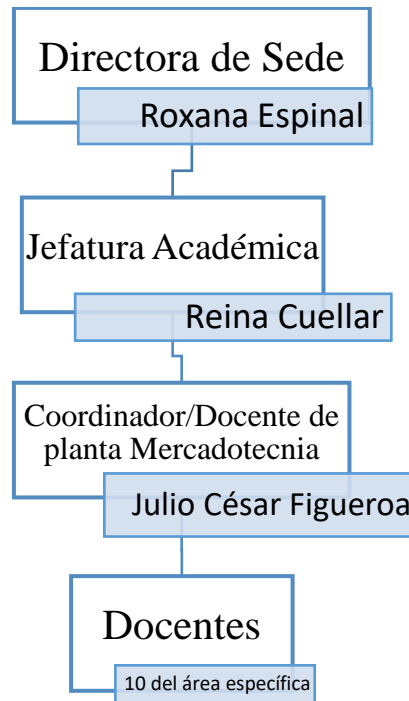 Directora de Sede
Roxana Espinal
Jefatura Académica
Reina Cuellar
Coordinador/Docente de
planta Mercadotecnia
Julio César Figueroa
Docentes
10 del área específica